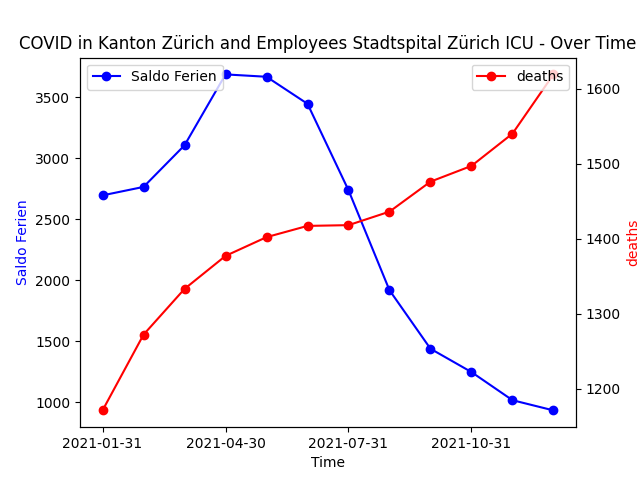 COVID in Kanton Zürich and Employees Stadtspital Zürich ICU - Over Time
Saldo Ferien
deaths
3500
3000
2500
2000
1500
1000
Saldo Ferien
1600
1500
1400
1300
1200
deaths
2021-01-31 2021-04-30 2021-07-31 2021-10-31
Time